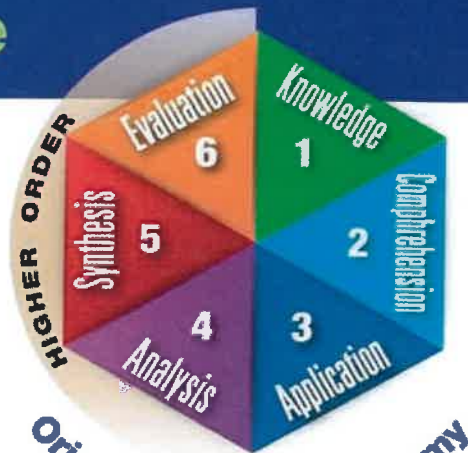 e
Knowledge
1
Comprehension
2
Application
3
Analysis
4
Synthesis
5
Evaluation
6
HIGHER ORDER